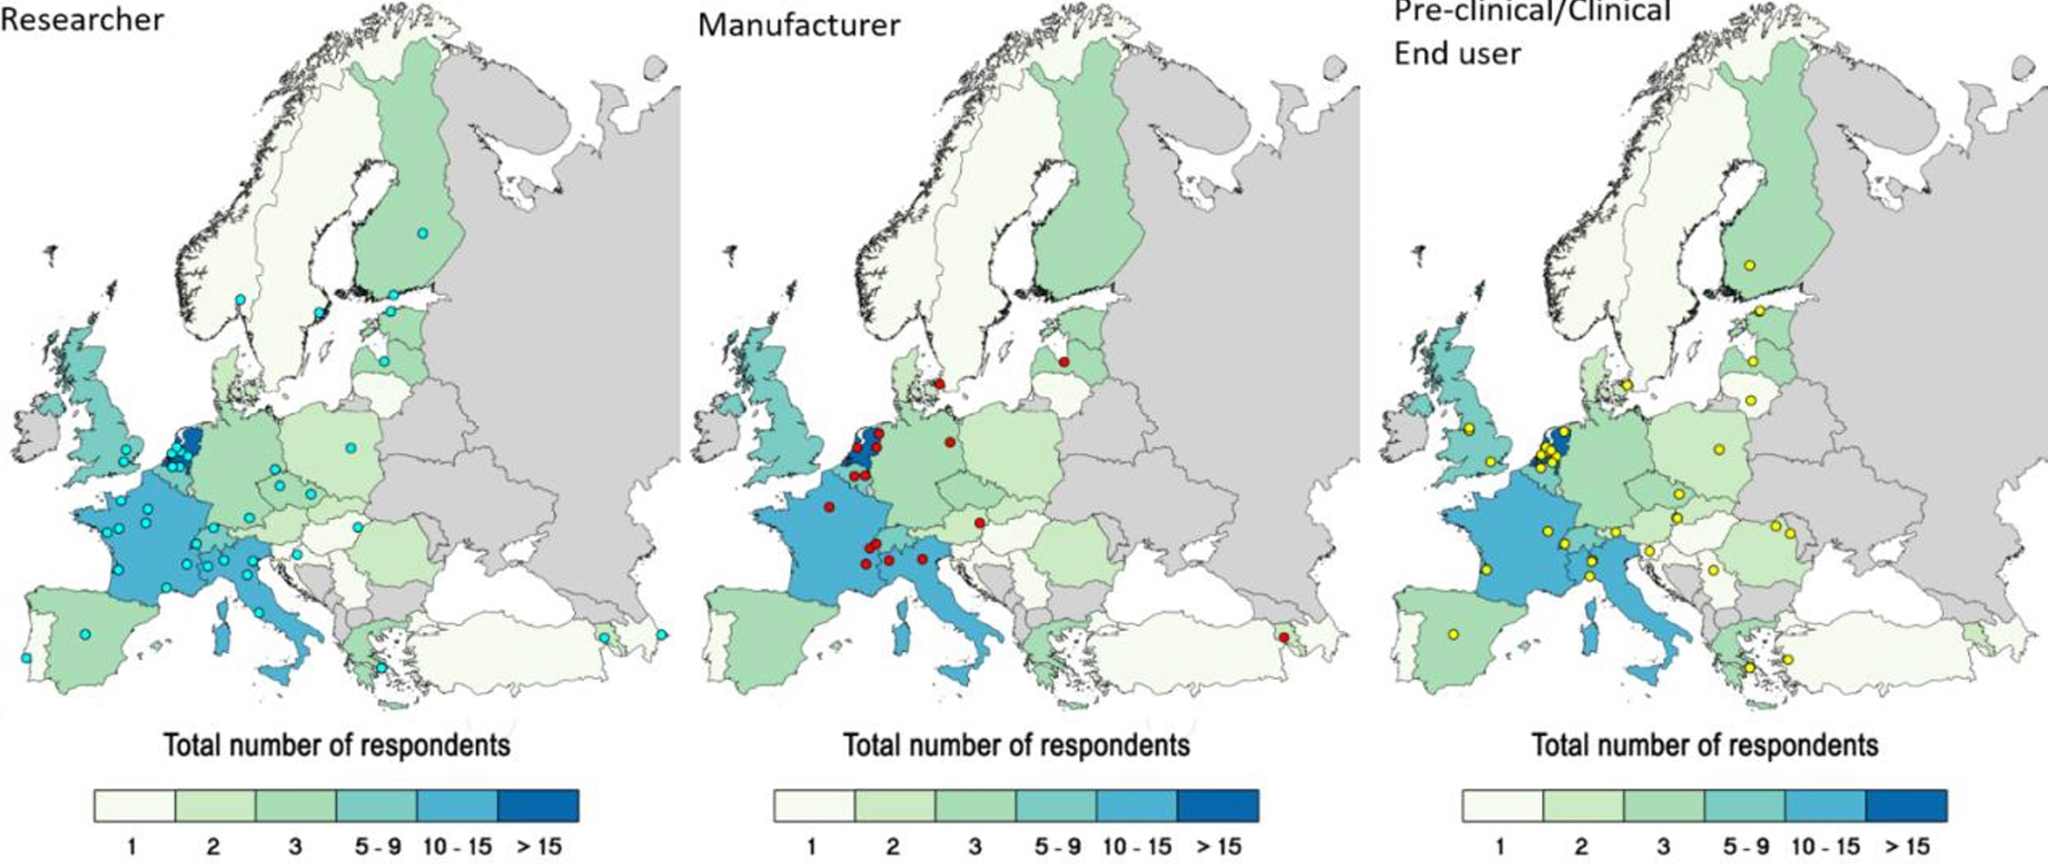 Researcher
Manufacturer
Pre-clinical/Clinical
End user
Total number of respondents
1 2 3 5 - 9 10 - 15 > 15
Total number of respondents
1 2 3 5 - 9 10 - 15 > 15
Total number of respondents
1 2 3 5 - 9 10 - 15 > 15